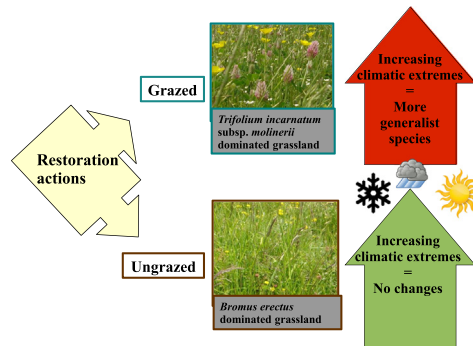 Restoration
actions
Grazed
Trifolium incarnatum
subsp. molinerii
dominated grassland
Increasing
climatic extremes
=
More
generalist
species
Ungrazed
Bromus erectus
dominated grassland
Increasing
climatic extremes
=
No changes